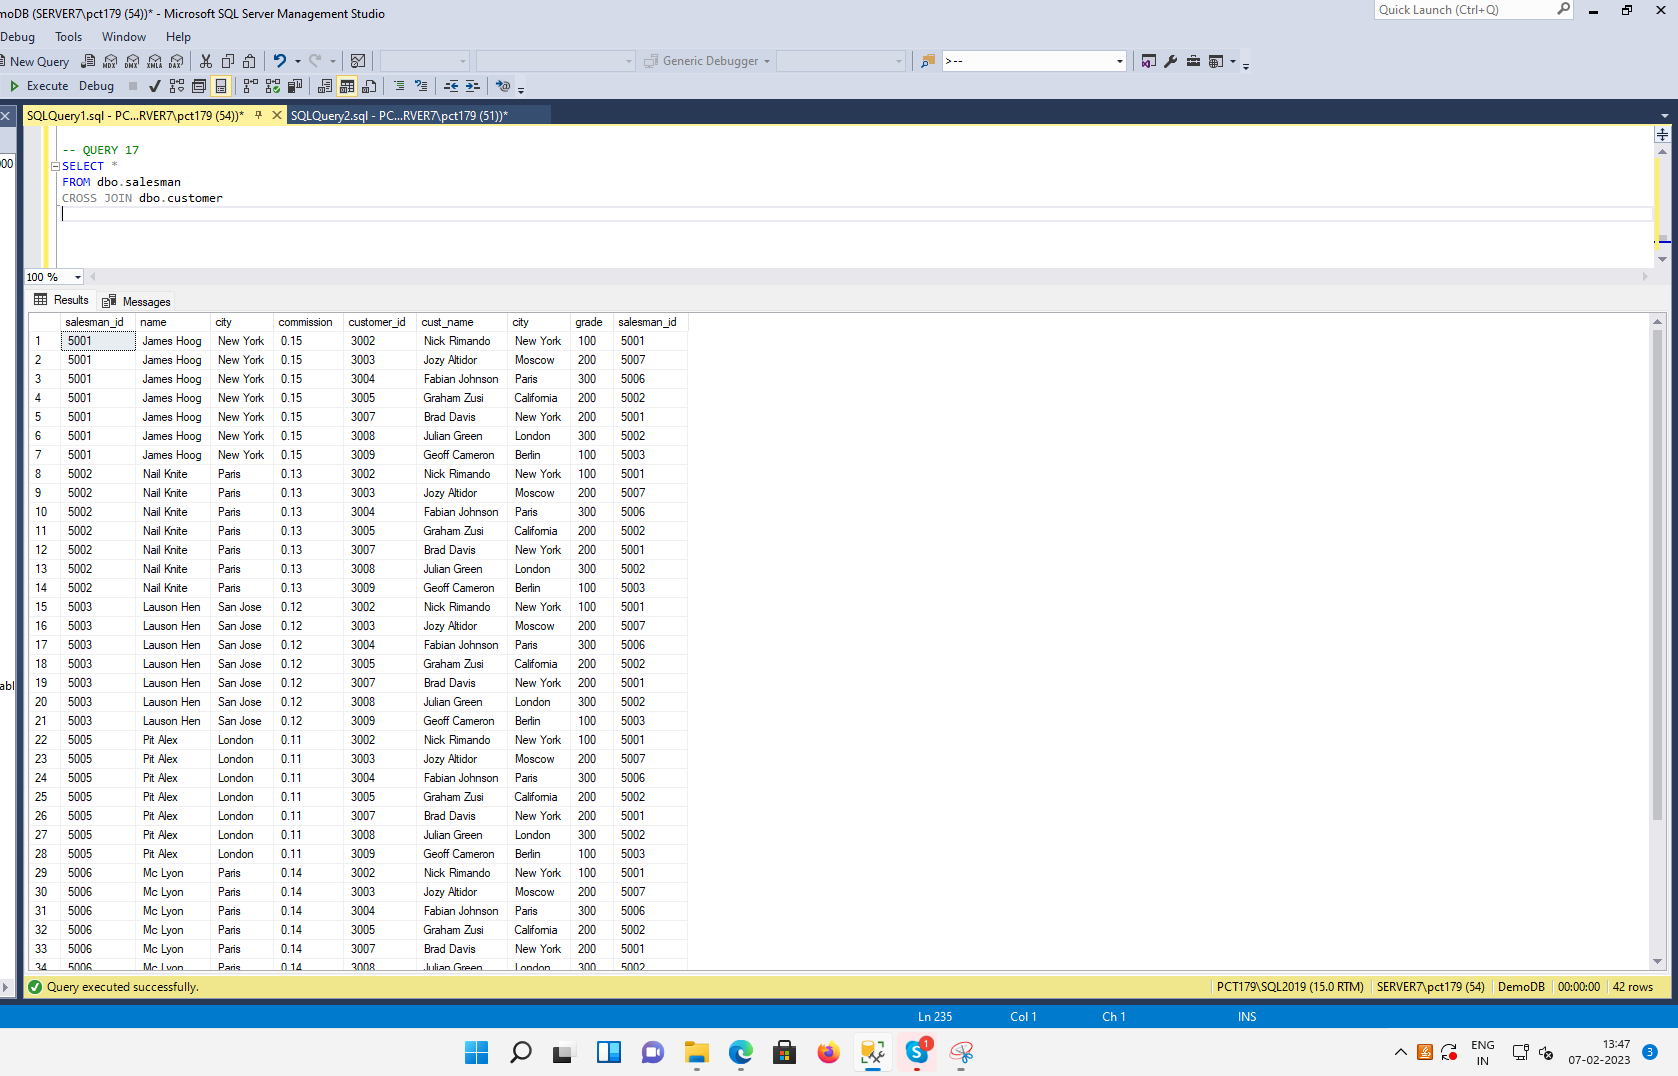 moDB (SERVER7\pct179 (54))* - Microsoft SQL Server Management Studio
Quick Launch (Ctrl+Q)
Debug Tools Window Help
New Query MDX DMX XMLA DAX Generic Debugger >--
Execute Debug
SQLQuery1.sql - PC...RVER7\pct179 (54))* SQLQuery2.sql - PC...RVER7\pct179 (51))*
000
-- QUERY 17
SELECT *
FROM dbo.salesman
CROSS JOIN dbo.customer
100 %
Results Messages
salesman_id name city commission customer_id cust_name city grade salesman_id
1 5001 James Hoog New York 0.15 3002 Nick Rimando New York 100 5001
2 5001 James Hoog New York 0.15 3003 Jozy Altidor Moscow 200 5007
3 5001 James Hoog New York 0.15 3004 Fabian Johnson Paris 300 5006
4 5001 James Hoog New York 0.15 3005 Graham Zusi California 200 5002
5 5001 James Hoog New York 0.15 3007 Brad Davis New York 200 5001
6 5001 James Hoog New York 0.15 3008 Julian Green London 300 5002
7 5001 James Hoog New York 0.15 3009 Geoff Cameron Berlin 100 5003
8 5002 Nail Knite Paris 0.13 3002 Nick Rimando New York 100 5001
9 5002 Nail Knite Paris 0.13 3003 Jozy Altidor Moscow 200 5007
10 5002 Nail Knite Paris 0.13 3004 Fabian Johnson Paris 300 5006
11 5002 Nail Knite Paris 0.13 3005 Graham Zusi California 200 5002
12 5002 Nail Knite Paris 0.13 3007 Brad Davis New York 200 5001
13 5002 Nail Knite Paris 0.13 3008 Julian Green London 300 5002
14 5002 Nail Knite Paris 0.13 3009 Geoff Cameron Berlin 100 5003
15 5003 Lauson Hen San Jose 0.12 3002 Nick Rimando New York 100 5001
16 5003 Lauson Hen San Jose 0.12 3003 Jozy Altidor Moscow 200 5007
17 5003 Lauson Hen San Jose 0.12 3004 Fabian Johnson Paris 300 5006
18 5003 Lauson Hen San Jose 0.12 3005 Graham Zusi California 200 5002
19 5003 Lauson Hen San Jose 0.12 3007 Brad Davis New York 200 5001
20 5003 Lauson Hen San Jose 0.12 3008 Julian Green London 300 5002
21 5003 Lauson Hen San Jose 0.12 3009 Geoff Cameron Berlin 100 5003
22 5005 Pit Alex London 0.11 3002 Nick Rimando New York 100 5001
23 5005 Pit Alex London 0.11 3003 Jozy Altidor Moscow 200 5007
24 5005 Pit Alex London 0.11 3004 Fabian Johnson Paris 300 5006
25 5005 Pit Alex London 0.11 3005 Graham Zusi California 200 5002
26 5005 Pit Alex London 0.11 3007 Brad Davis New York 200 5001
27 5005 Pit Alex London 0.11 3008 Julian Green London 300 5002
28 5005 Pit Alex London 0.11 3009 Geoff Cameron Berlin 100 5003
29 5006 Mc Lyon Paris 0.14 3002 Nick Rimando New York 100 5001
30 5006 Mc Lyon Paris 0.14 3003 Jozy Altidor Moscow 200 5007
31 5006 Mc Lyon Paris 0.14 3004 Fabian Johnson Paris 300 5006
32 5006 Mc Lyon Paris 0.14 3005 Graham Zusi California 200 5002
33 5006 Mc Lyon Paris 0.14 3007 Brad Davis New York 200 5001
34 5006 Mc Lyon Paris 0.14 3008 Julian Green London 300 5002
abl
Query executed successfully. PCT179\SQL2019 (15.0 RTM) SERVER7\pct179 (54) DemoDB 00:00:00 42 rows
Ln 235 Col 1 Ch 1 INS
1
ENG
IN
13:47
07-02-2023
3